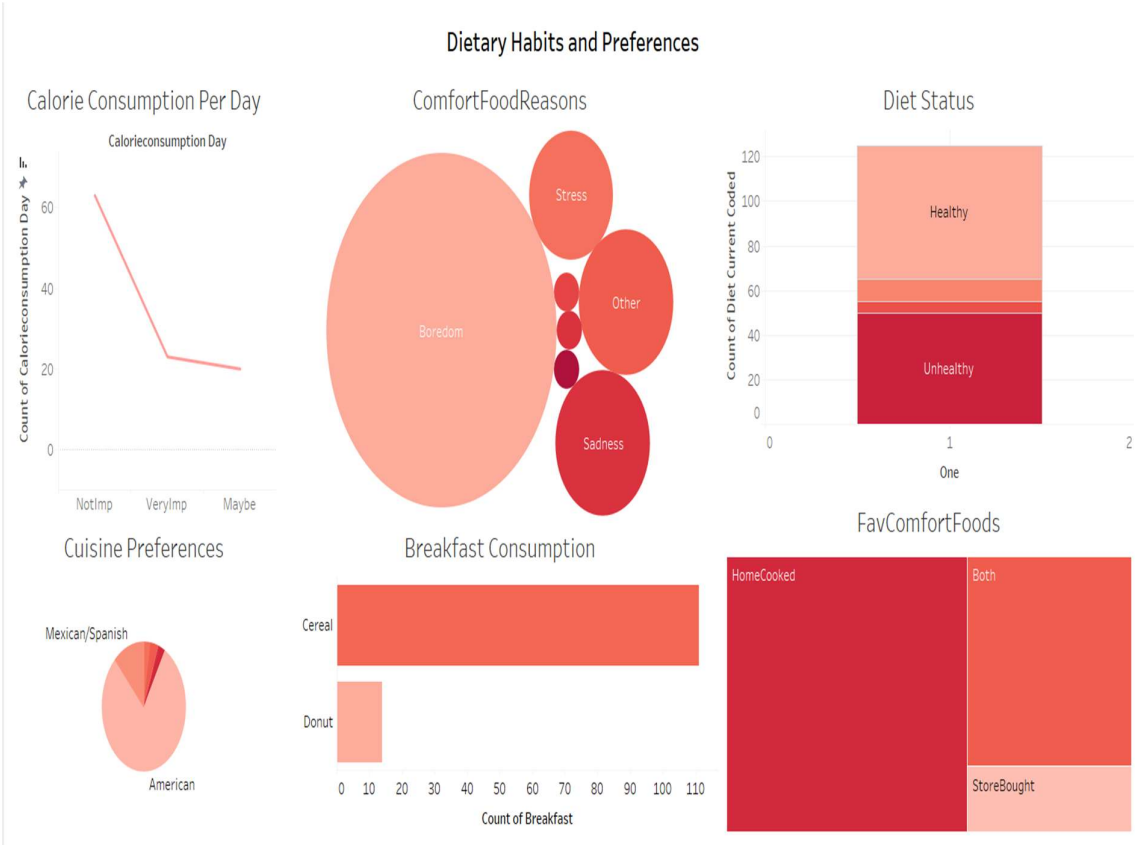 Dietary Habits and Preferences
Calorie Consumption Per Day
Calorieconsumption Day
Count of Calorieconsumption Day
60
40
20
0
NotImp VeryImp Maybe
ComfortFoodReasons
Boredom
Stress
Other
Sadness
Diet Status
Count of Diet Current Coded
120
100
80
60
40
20
0
Healthy
Unhealthy
0 1 2
One
Cuisine Preferences
Mexican/Spanish
American
Breakfast Consumption
Cereal
Donut
0 10 20 30 40 50 60 70 80 90 100 110
Count of Breakfast
FavComfortFoods
HomeCooked
Both
StoreBought